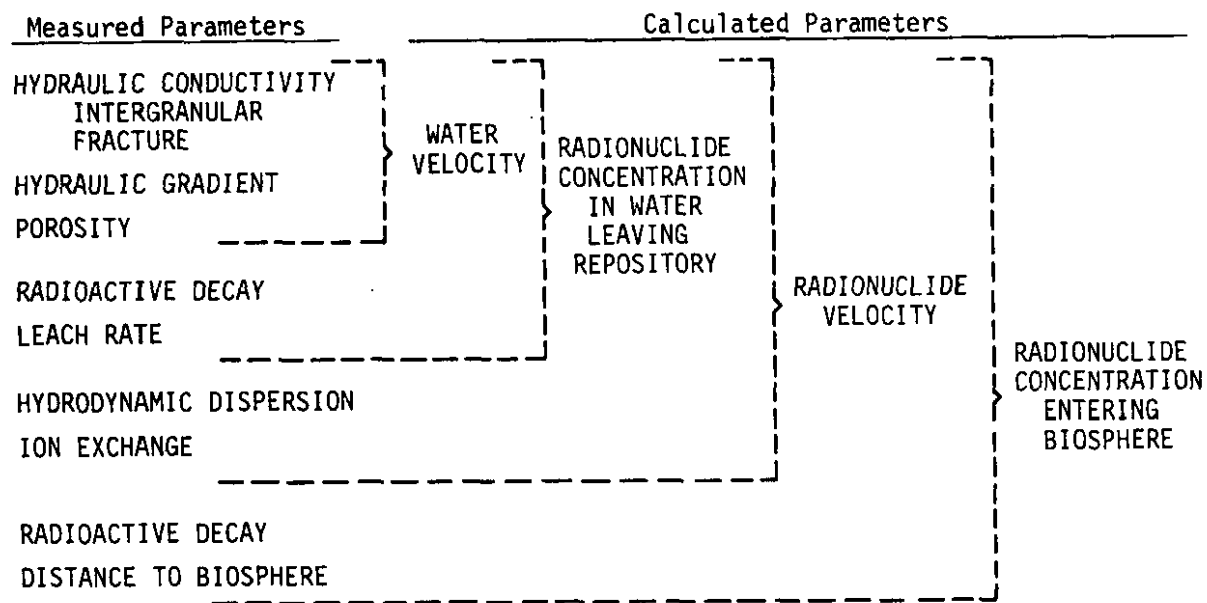 Measured Parameters
Calculated Parameters
HYDRAULIC CONDUCTIVITY
INTERGRANULAR
FRACTURE
HYDRAULIC GRADIENT
POROSITY
WATER
VELOCITY
RADIOACTIVE DECAY
LEACH RATE
RADIONUCLIDE
CONCENTRATION
IN WATER
LEAVING
REPOSITORY
HYDRODYNAMIC DISPERSION
ION EXCHANGE
RADIONUCLIDE
VELOCITY
RADIOACTIVE DECAY
DISTANCE TO BIOSPHERE
RADIONUCLIDE
CONCENTRATION
ENTERING
BIOSPHERE